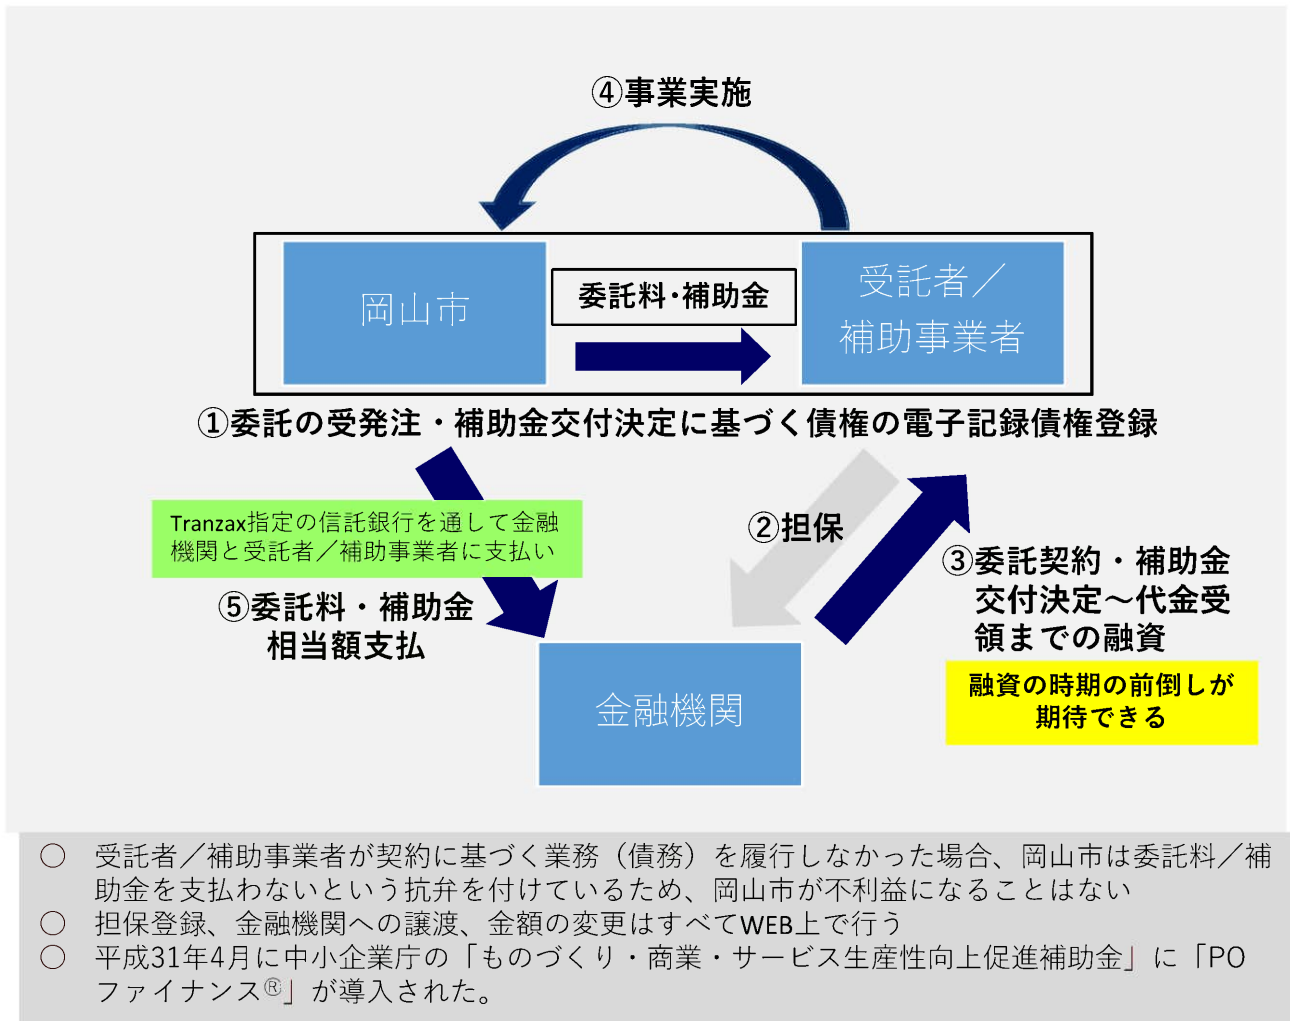 ④事業実施
岡山市
委託料・補助金
受託者／
補助事業者
①委託の受発注・補助金交付決定に基づく債権の電子記録債権登録
Tranzax指定の信託銀行を通して金融
機関と受託者／補助事業者に支払い
②担保
③委託契約・補助金
交付決定～代金受
領までの融資
⑤委託料・補助金
相当額支払
融資の時期の前倒しが
期待できる
金融機関
○　受託者／補助事業者が契約に基づく業務（債務）を履行しなかった場合、岡山市は委託料／補
助金を支払わないという抗弁を付けているため、岡山市が不利益になることはない
○　担保登録、金融機関への譲渡、金額の変更はすべてWEB上で行う
○　平成31年4月に中小企業庁の「ものづくり・商業・サービス生産性向上促進補助金」に「PO
ファイナンス®」が導入された。